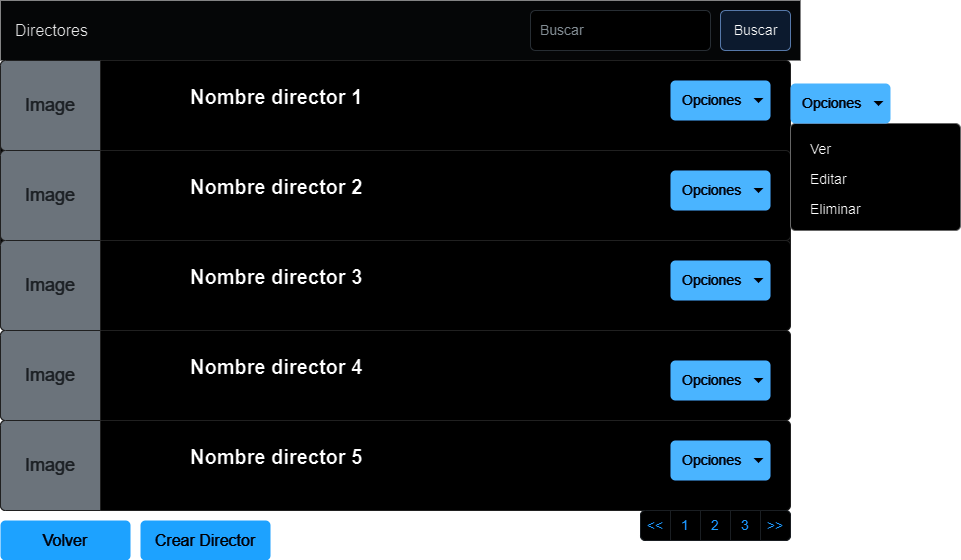 Directores
Buscar
Buscar
Image
Nombre director 1
Opciones
Opciones
Ver
Editar
Eliminar
Image
Nombre director 2
Opciones
Image
Nombre director 3
Opciones
Image
Nombre director 4
Opciones
Image
Nombre director 5
Opciones
<< 1 2 3 >>
Volver
Crear Director